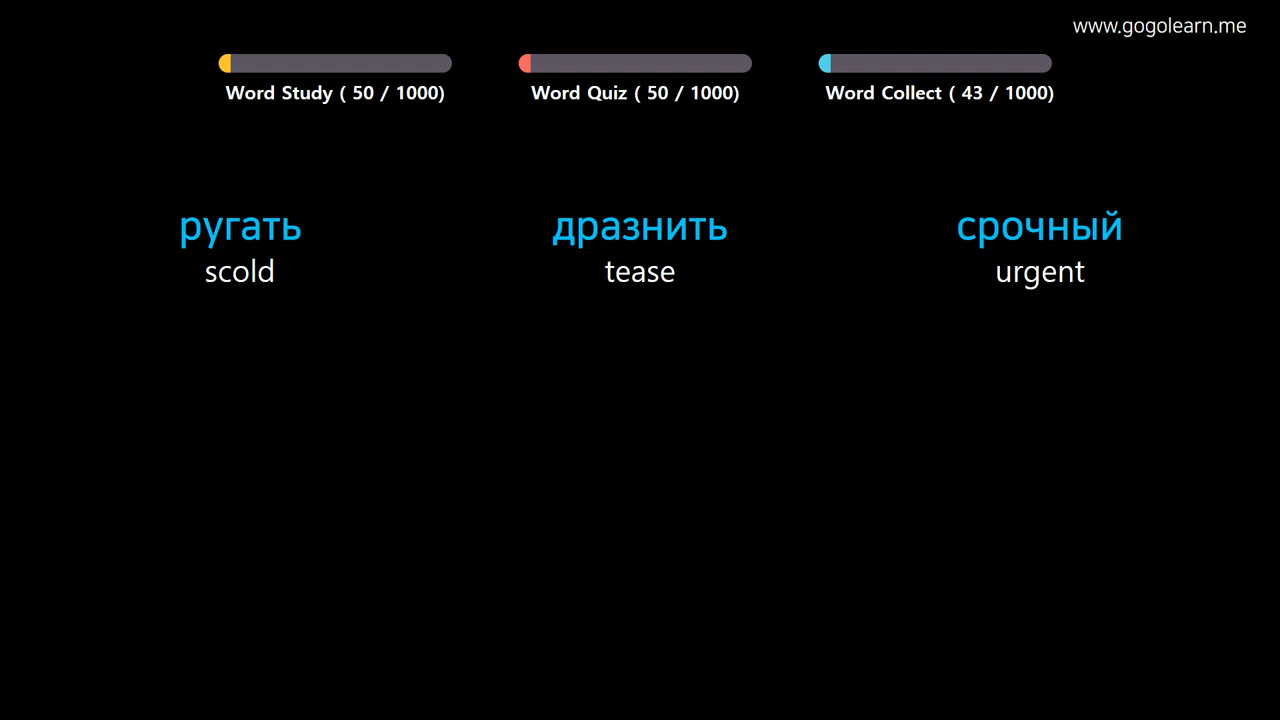 www.gogolearn.me
Word Study ( 50 / 1000)
Word Quiz ( 50 / 1000)
Word Collect ( 43 / 1000)
ругать
scold
дразнить
tease
срочный
urgent